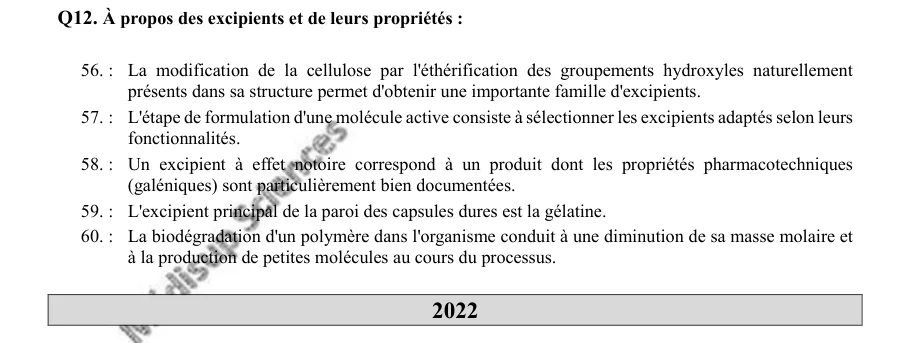 Q12. À propos des excipients et de leurs propriétés :
56. : La modification de la cellulose par l'éthérification des groupements hydroxyles naturellement
présents dans sa structure permet d'obtenir une importante famille d'excipients.
57. : L'étape de formulation d'une molécule active consiste à sélectionner les excipients adaptés selon leurs
fonctionnalités.
58. : Un excipient à effet notoire correspond à un produit dont les propriétés pharmacotechniques
(galéniques) sont particulièrement bien documentées.
59. : L'excipient principal de la paroi des capsules dures est la gélatine.
60. : La biodégradation d'un polymère dans l'organisme conduit à une diminution de sa masse molaire et
à la production de petites molécules au cours du processus.
Médisup Sciences
2022